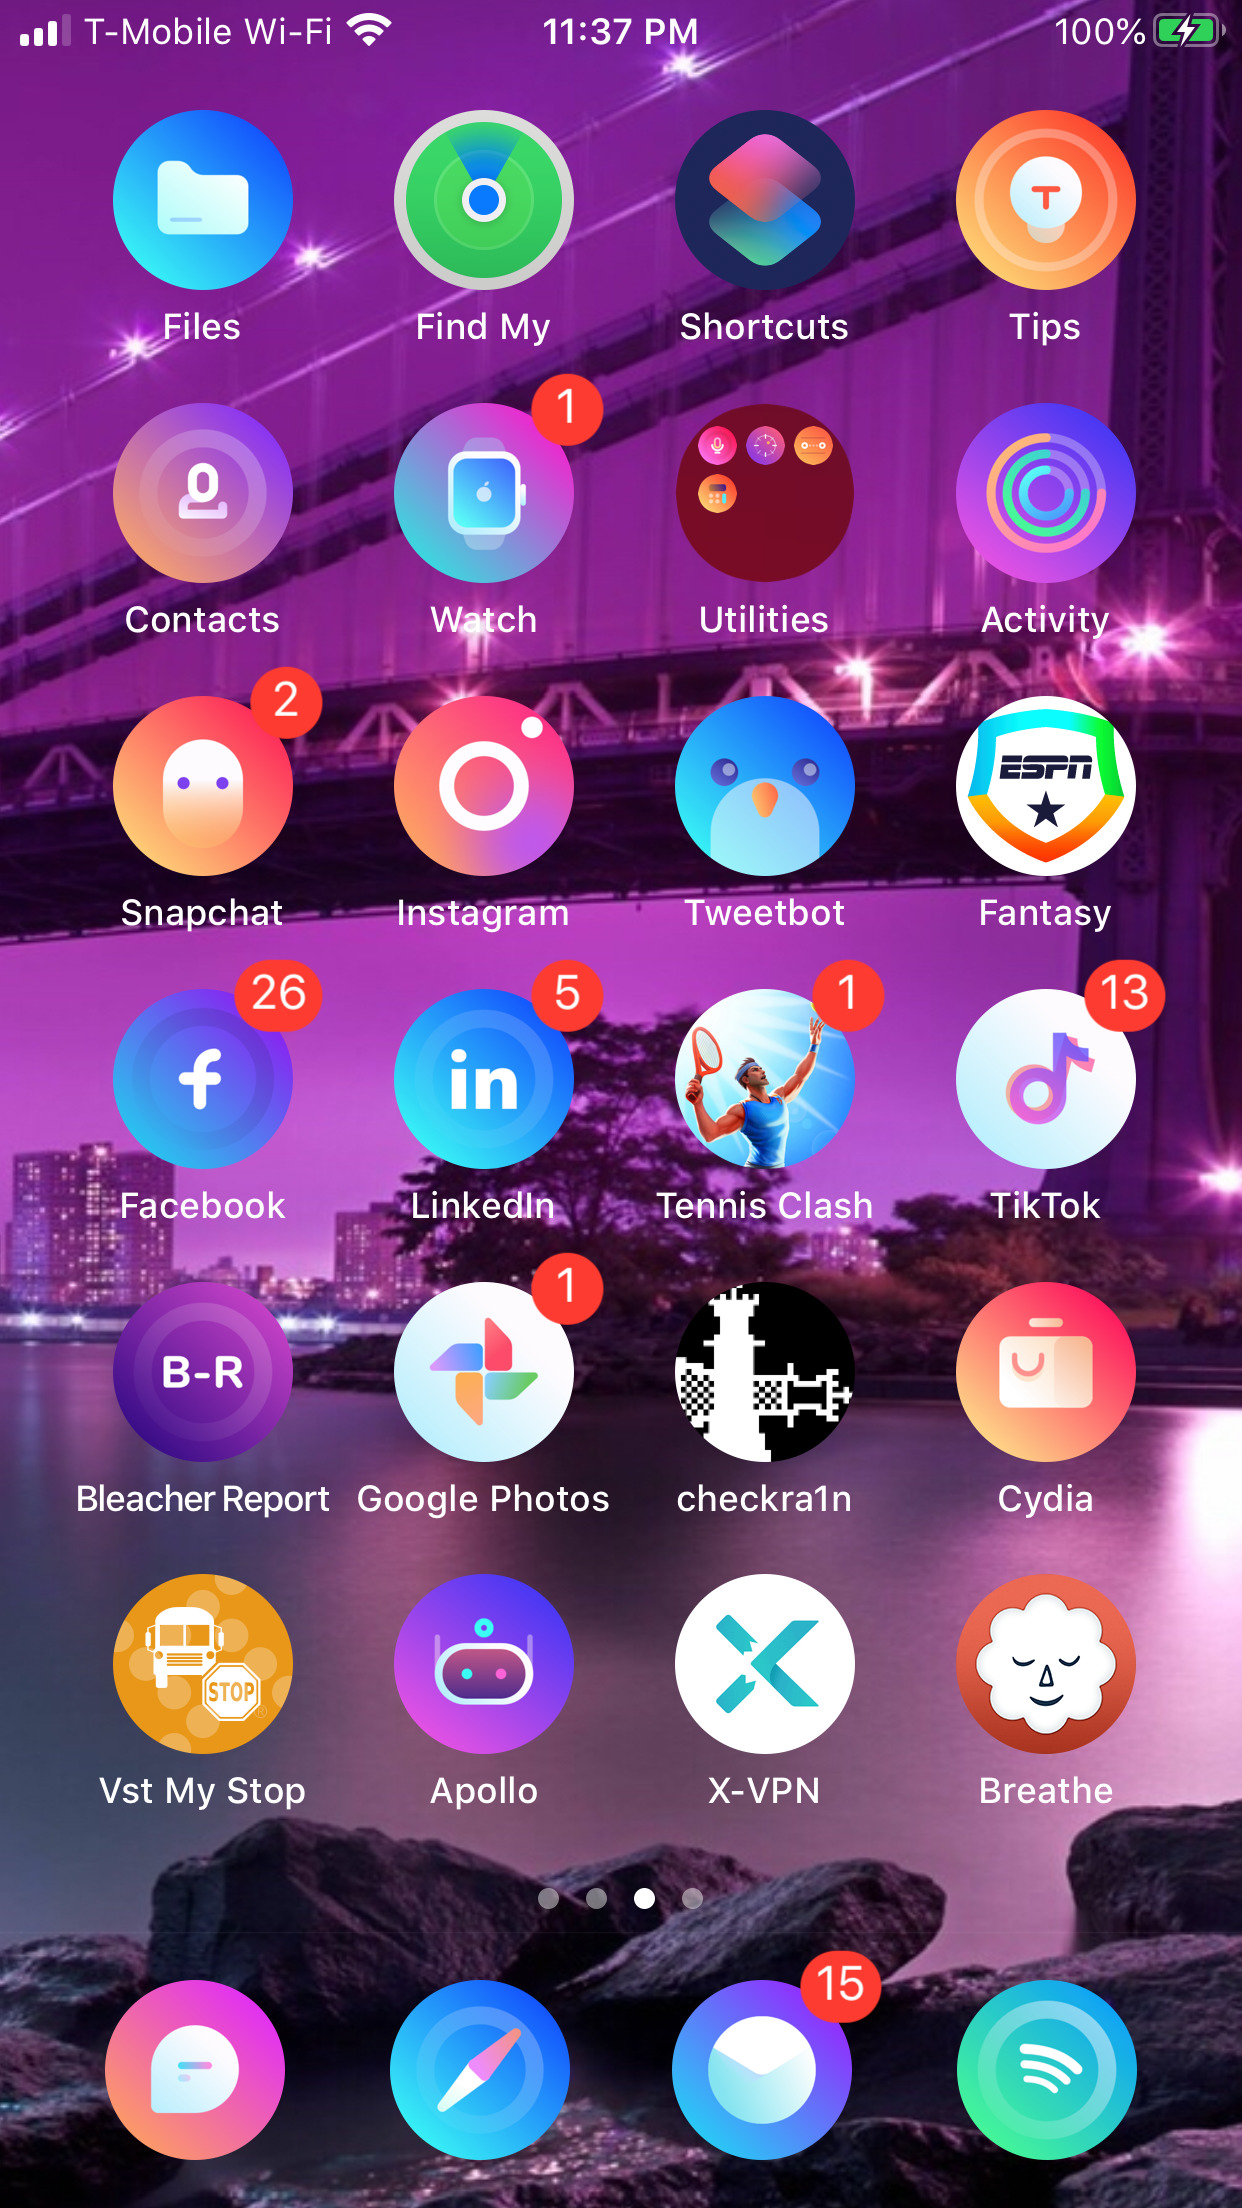 T-Mobile Wi-Fi 11:37 PM 100%
T
Files Find My Shortcuts Tips
1
Contacts Watch Utilities Activity
2
ESPN
Snapchat Instagram Tweetbot Fantasy
26 5 1 13
f in
Facebook LinkedIn Tennis Clash TikTok
1
B-R
Bleacher Report Google Photos checkra1n Cydia
STOP
Vst My Stop Apollo X-VPN Breathe
15